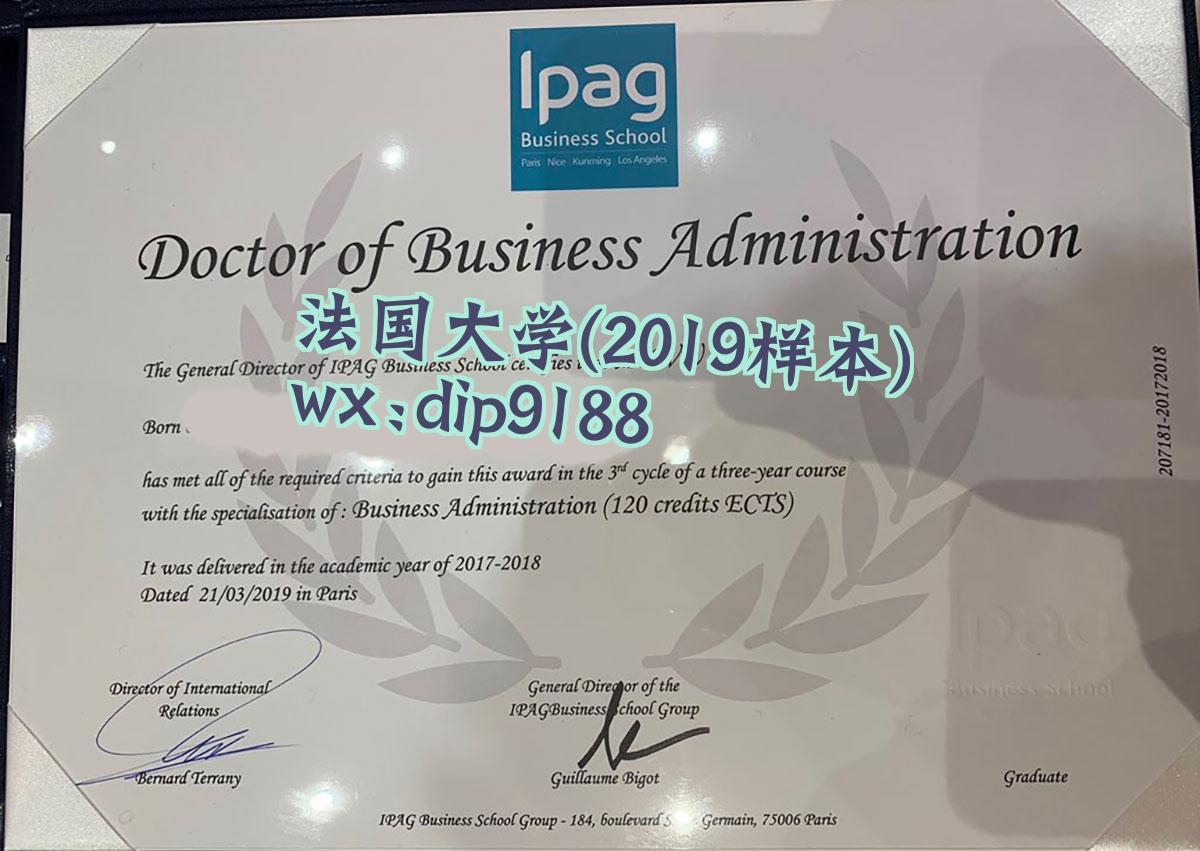 Ipag
Business School
Paris Nice Kunming Los Angeles
Doctor of Business Administration
法国大学(2019样本)
The General Director of IPAG Business School
wx:dip9188
Born
has met all of the required criteria to gain this award in the 3rd cycle of a three-year course
with the specialisation of : Business Administration (120 credits ECTS)
It was delivered in the academic year of 2017-2018
Dated 21/03/2019 in Paris
207181-20172018
Ipag
Business School
Director of International
Relations
Bernard Terrany
General Director of the
IPAGBusiness School Group
Guillaume Bigot
Graduate
IPAG Business School Group - 184, boulevard Germain, 75006 Paris